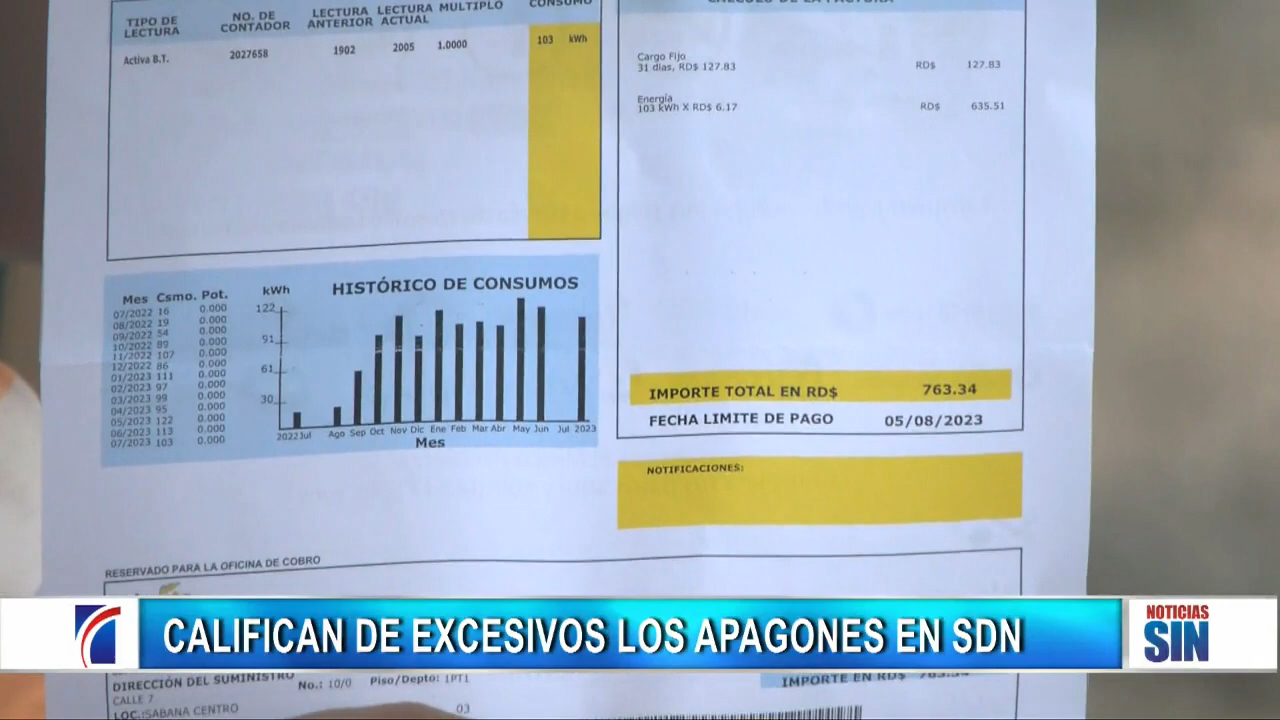 TIPO DE LECTURA
NO. DE CONTADOR
LECTURA ANTERIOR
LECTURA ACTUAL
MULTIPLO
CONSUMO
Activa B.T. 2027658 1902 2005 1.0000 103 kWh
CALCULO DE LA FACTURA
Cargo Fijo
31 dias, RD$ 127.83 RD$ 127.83
Energía
103 kWh X RD$ 6.17 RD$ 635.51
IMPORTE TOTAL EN RD$ 763.34
FECHA LIMITE DE PAGO 05/08/2023
NOTIFICACIONES:
HISTÓRICO DE CONSUMOS
Mes Csmo. Pot.
07/2022 16 0.000
08/2022 19 0.000
09/2022 54 0.000
10/2022 89 0.000
11/2022 107 0.000
12/2022 86 0.000
01/2023 111 0.000
02/2023 97 0.000
03/2023 99 0.000
04/2023 95 0.000
05/2023 122 0.000
06/2023 113 0.000
07/2023 103 0.000
kWh
122
91
61
30
2022 Jul Ago Sep Oct Nov Dic Ene Feb Mar Abr May Jun Jul 2023
Mes
RESERVADO PARA LA OFICINA DE COBRO
CALIFICAN DE EXCESIVOS LOS APAGONES EN SDN
NOTICIAS
SIN
DIRECCIÓN DEL SUMINISTRO No.: 10/0 Piso/Depto: 1PT1
IMPORTE EN RD$ 763.34
CALLE 7
LOC.:SABANA CENTRO 03